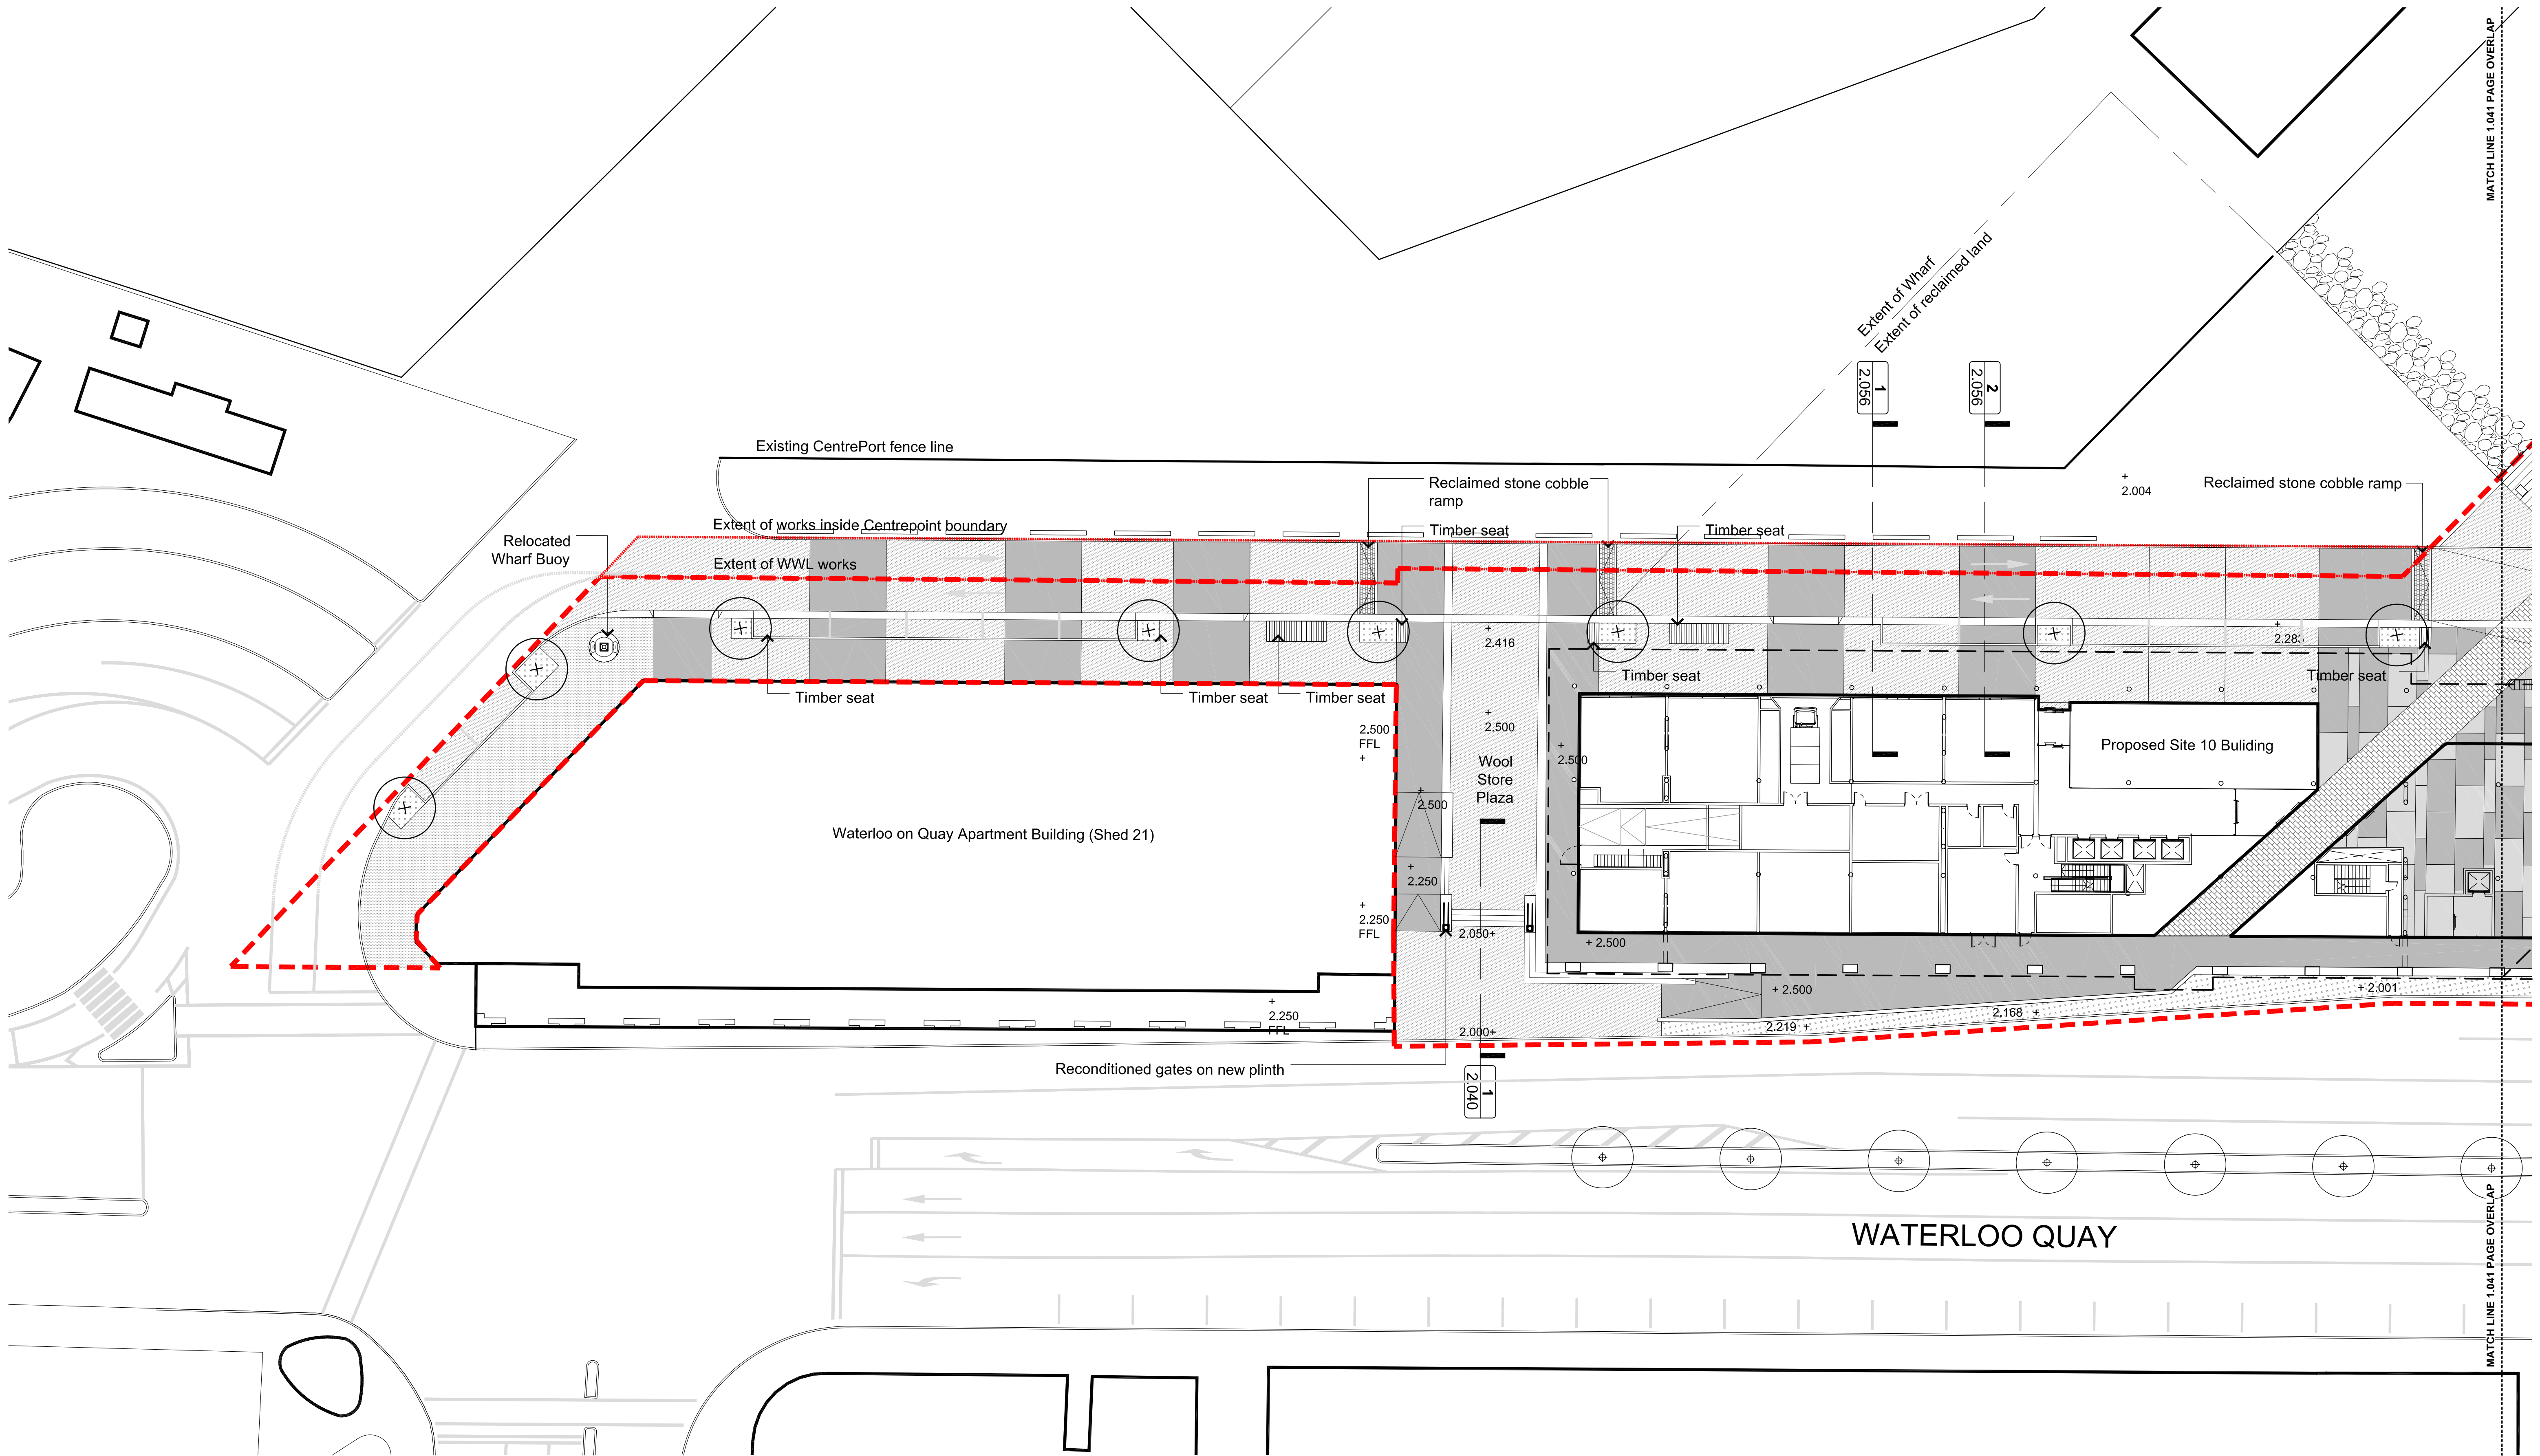 MATCH LINE 1.041 PAGE OVERLAP
Extent of Wharf
Extent of reclaimed land
1
2.056
2
2.056
Existing CentrePort fence line
Reclaimed stone cobble
ramp
+
2.004
Reclaimed stone cobble ramp
Extent of works inside Centrepoint boundary
Timber seat
Timber seat
Relocated
Wharf Buoy
Extent of WWL works
+
2.416
+
2.283
Timber seat
Timber seat
Timber seat
Timber seat
Timber seat
+
2.500
2.500
FFL
+
+
2.500
Proposed Site 10 Buliding
Wool
Store
Plaza
+
2.500
Waterloo on Quay Apartment Building (Shed 21)
+
2.250
+
2.250
FFL
2.050+
+ 2.500
+ 2.500
+ 2.001
+
2.250
FFL
2.000+
2.219 +
2.168 +
Reconditioned gates on new plinth
1
2.040
WATERLOO QUAY
MATCH LINE 1.041 PAGE OVERLAP